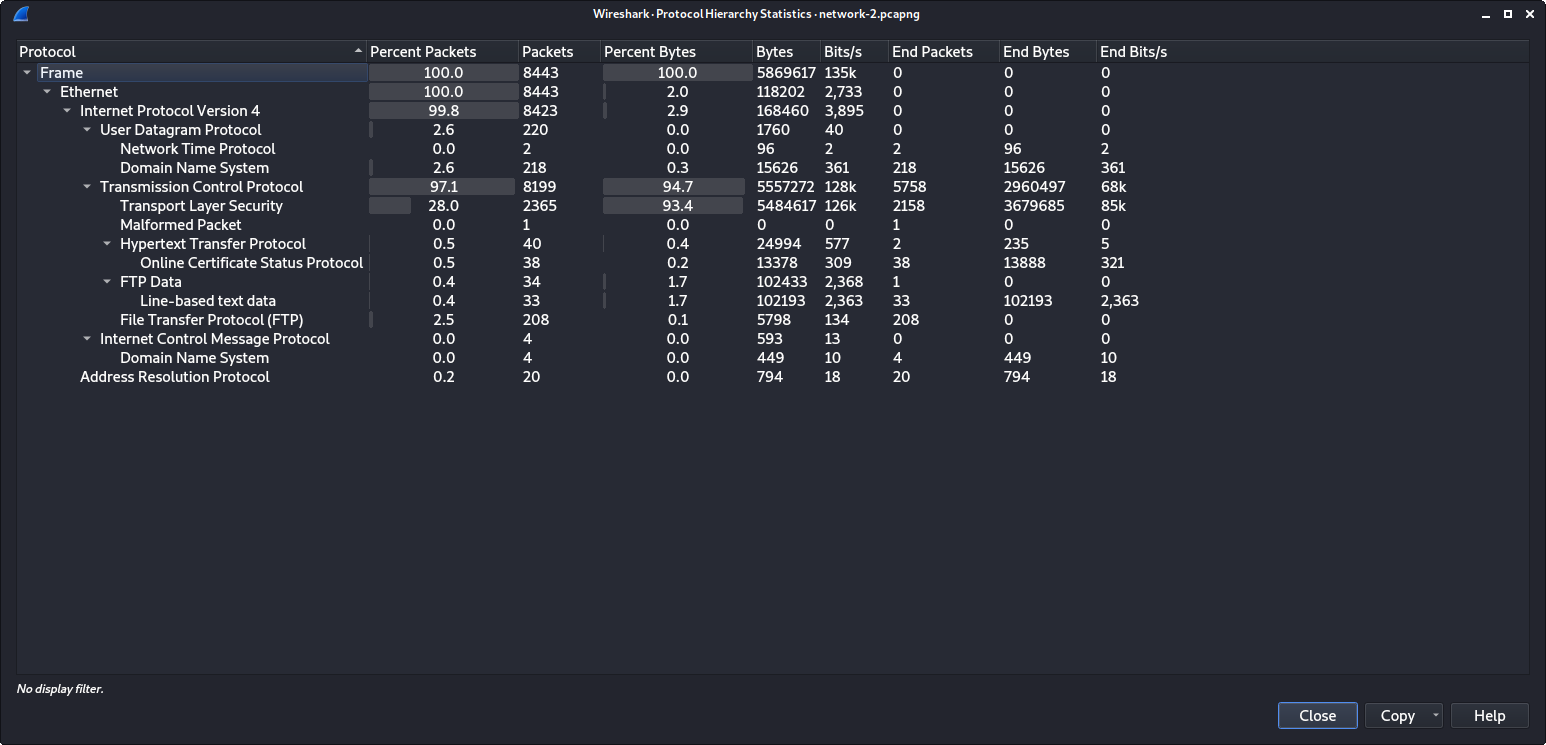 Wireshark · Protocol Hierarchy Statistics · network-2.pcapng
Protocol Percent Packets Packets Percent Bytes Bytes Bits/s End Packets End Bytes End Bits/s
Frame 100.0 8443 100.0 5869617 135k 0 0 0
Ethernet 100.0 8443 2.0 118202 2,733 0 0 0
Internet Protocol Version 4 99.8 8423 2.9 168460 3,895 0 0 0
User Datagram Protocol 2.6 220 0.0 1760 40 0 0 0
Network Time Protocol 0.0 2 0.0 96 2 2 96 2
Domain Name System 2.6 218 0.3 15626 361 218 15626 361
Transmission Control Protocol 97.1 8199 94.7 5557272 128k 5758 2960497 68k
Transport Layer Security 28.0 2365 93.4 5484617 126k 2158 3679685 85k
Malformed Packet 0.0 1 0.0 0 0 1 0 0
Hypertext Transfer Protocol 0.5 40 0.4 24994 577 2 235 5
Online Certificate Status Protocol 0.5 38 0.2 13378 309 38 13888 321
FTP Data 0.4 34 1.7 102433 2,368 1 0 0
Line-based text data 0.4 33 1.7 102193 2,363 33 102193 2,363
File Transfer Protocol (FTP) 2.5 208 0.1 5798 134 208 0 0
Internet Control Message Protocol 0.0 4 0.0 593 13 0 0 0
Domain Name System 0.0 4 0.0 449 10 4 449 10
Address Resolution Protocol 0.2 20 0.0 794 18 20 794 18
No display filter.
Close Copy Help